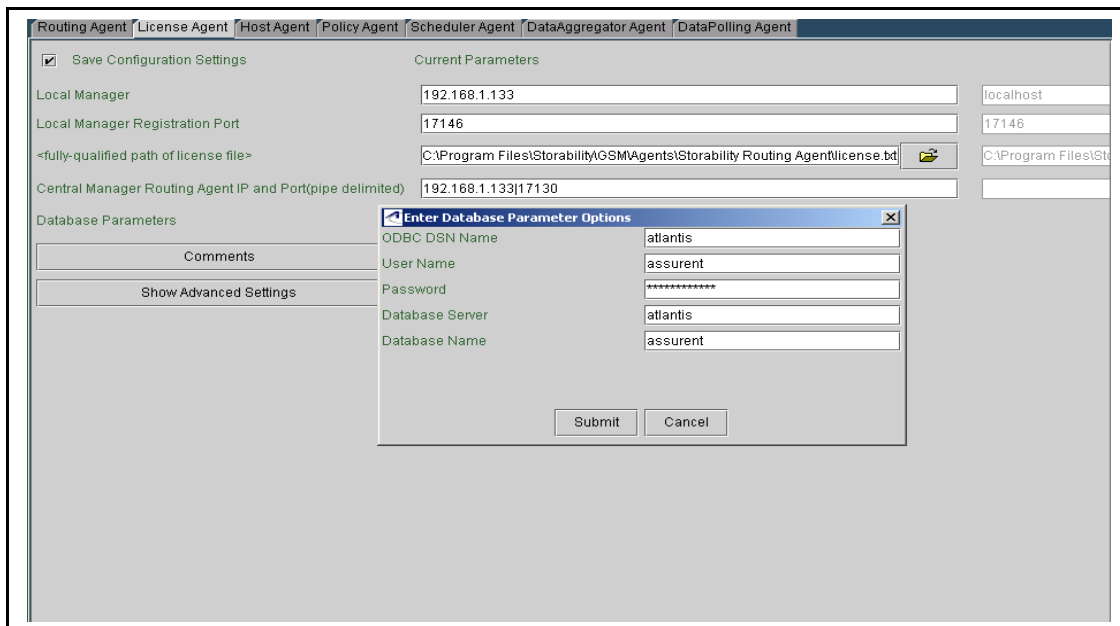 Routing Agent License Agent Host Agent Policy Agent Scheduler Agent DataAggregator Agent DataPolling Agent
Save Configuration Settings Current Parameters
Local Manager 192.168.1.133 localhost
Local Manager Registration Port 17146 17146
<fully-qualified path of license file> C:\Program Files\Storability\GSM\Agents\Storability Routing Agent\license.txt C:\Program Files\Sto
Central Manager Routing Agent IP and Port(pipe delimited) 192.168.1.133|17130
Database Parameters
Comments
Show Advanced Settings
Enter Database Parameter Options
ODBC DSN Name atlantis
User Name assurent
Password ************
Database Server atlantis
Database Name assurent
Submit Cancel